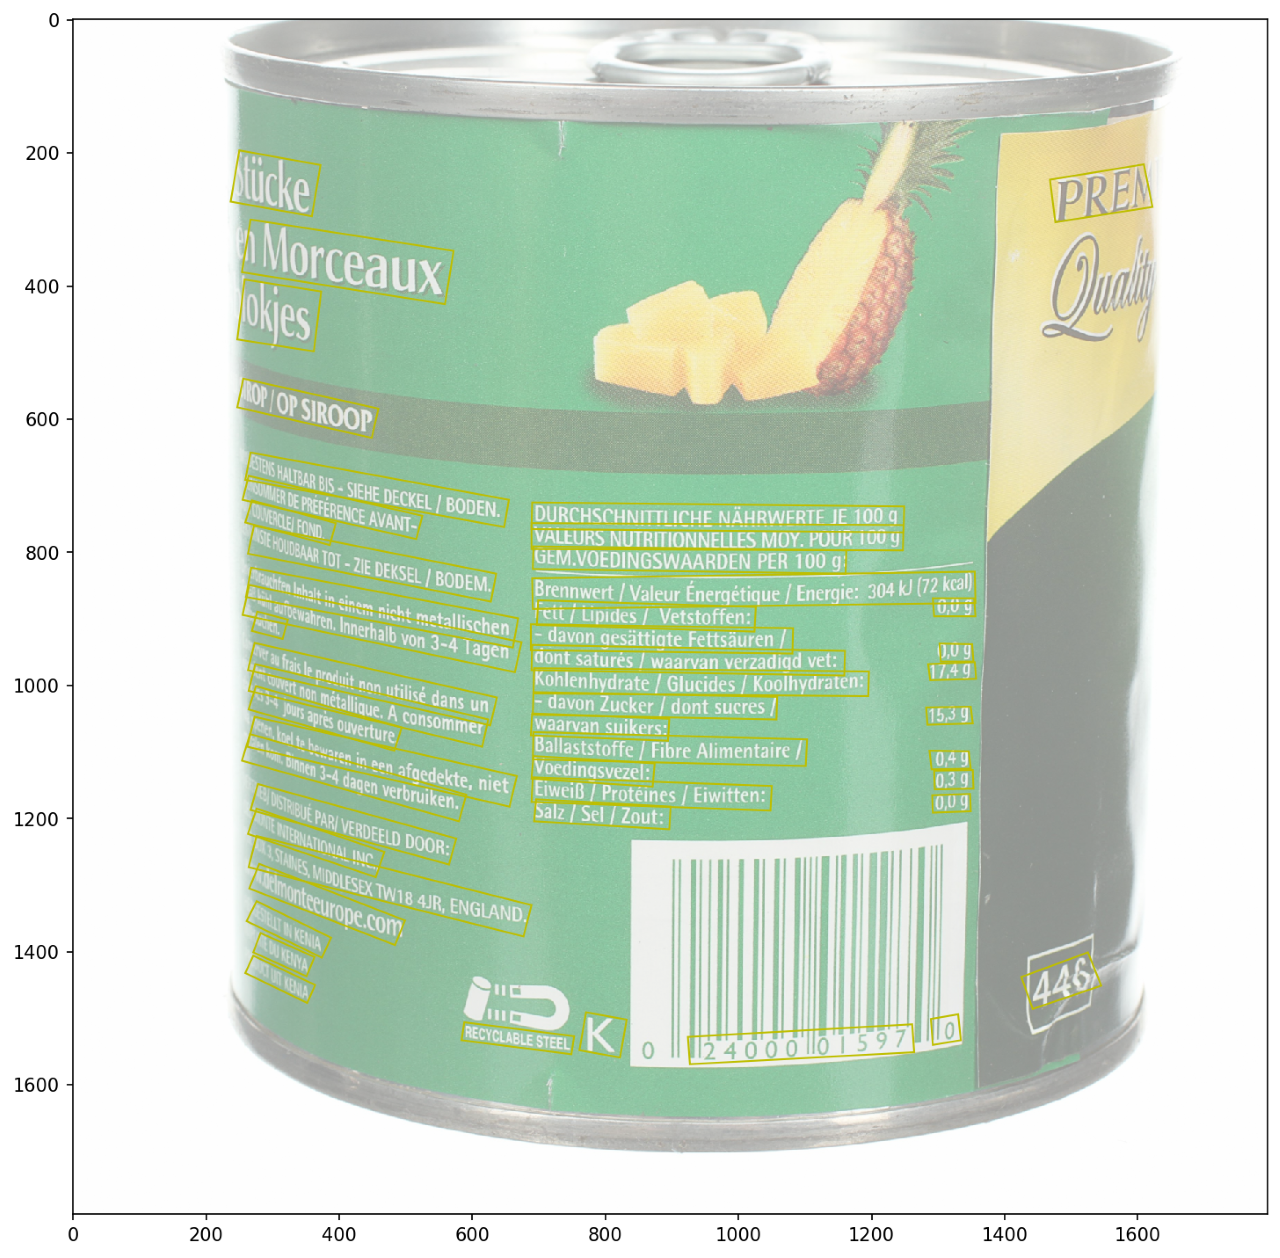 Morceaux
OP SIROOP
HALTBAR BIS – SIEHE DECKEL / BODEN.
DE PRÉFÉRENCE AVANT–
COUVERCLE/ FOND.
HOUDBAAR TOT – ZIE DEKSEL / BODEM.
Inhalt in einem nicht metallischen
aufbewahren. Innerhalb von 3–4 Tagen
au frais le produit non utilisé dans un
couvert non métallique. A consommer
3–4 jours après ouverture
koel te bewaren in een afgedekte, niet
Binnen 3–4 dagen verbruiken.
DISTRIBUÉ PAR/ VERDEELD DOOR:
INTERNATIONAL INC.
STAINES, MIDDLESEX TW18 4JR, ENGLAND.
delmonteeurope.com
IN KENIA
DU KENYA
UIT KENIA
DURCHSCHNITTLICHE NÄHRWERTE JE 100 g
VALEURS NUTRITIONNELLES MOY. POUR 100 g
GEM.VOEDINGSWAARDEN PER 100 g:
Brennwert / Valeur Énergétique / Energie: 304 kJ (72 kcal)
Fett / Lipides / Vetstoffen: 0,0 g
– davon gesättigte Fettsäuren /
dont saturés / waarvan verzadigd vet: 0,0 g
Kohlenhydrate / Glucides / Koolhydraten: 17,4 g
– davon Zucker / dont sucres /
waarvan suikers: 15,3 g
Ballaststoffe / Fibre Alimentaire /
Voedingsvezel: 0,4 g
Eiweiß / Protéines / Eiwitten: 0,3 g
Salz / Sel / Zout: 0,0 g
RECYCLABLE STEEL
K
0 24000 01597 0
Quality
446